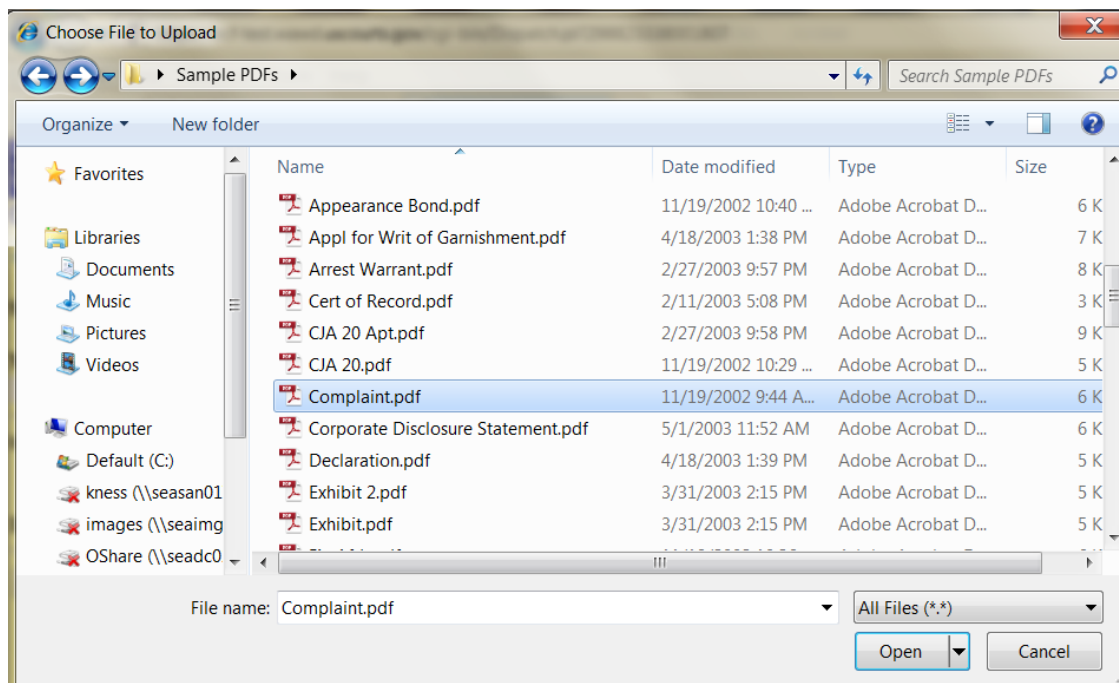 Choose File to Upload
Sample PDFs
Search Sample PDFs
Organize
New folder
Favorites
Libraries
Documents
Music
Pictures
Videos
Computer
Default (C:)
kness (\\seasan01
images (\\seaimg
OShare (\\seadc0
Name Date modified Type Size
Appearance Bond.pdf 11/19/2002 10:40 ... Adobe Acrobat D... 6 K
Appl for Writ of Garnishment.pdf 4/18/2003 1:38 PM Adobe Acrobat D... 7 K
Arrest Warrant.pdf 2/27/2003 9:57 PM Adobe Acrobat D... 8 K
Cert of Record.pdf 2/11/2003 5:08 PM Adobe Acrobat D... 3 K
CJA 20 Apt.pdf 2/27/2003 9:58 PM Adobe Acrobat D... 9 K
CJA 20.pdf 11/19/2002 10:29 ... Adobe Acrobat D... 5 K
Complaint.pdf 11/19/2002 9:44 A... Adobe Acrobat D... 6 K
Corporate Disclosure Statement.pdf 5/1/2003 11:52 AM Adobe Acrobat D... 6 K
Declaration.pdf 4/18/2003 1:39 PM Adobe Acrobat D... 5 K
Exhibit 2.pdf 3/31/2003 2:15 PM Adobe Acrobat D... 5 K
Exhibit.pdf 3/31/2003 2:15 PM Adobe Acrobat D... 5 K
File name: Complaint.pdf All Files (*.*)
Open Cancel